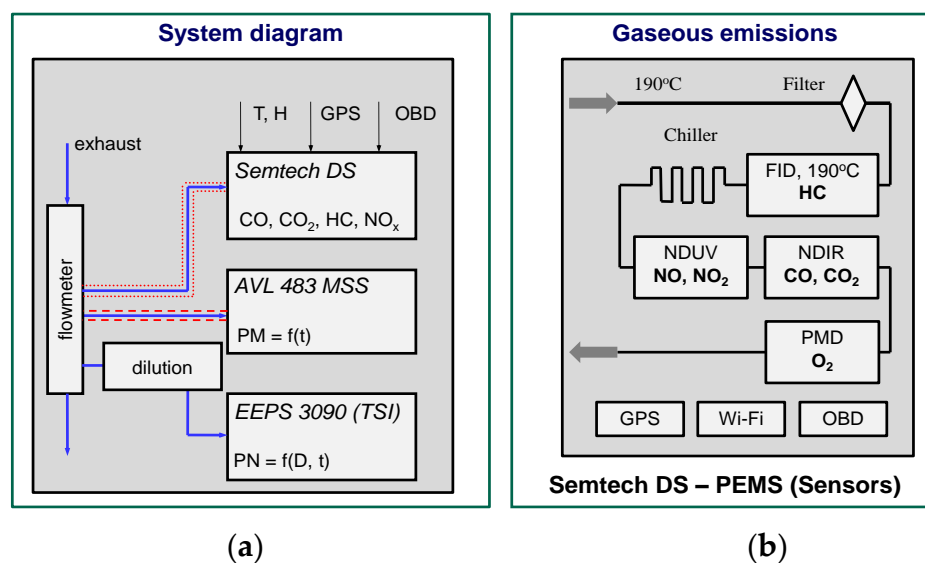 System diagram
T, H
GPS
OBD
exhaust
Semtech DS
CO, CO₂, HC, NOₓ
flowmeter
AVL 483 MSS
PM = f(t)
dilution
EEPS 3090 (TSI)
PN = f(D, t)
(a)
Gaseous emissions
190ºC
Filter
Chiller
FID, 190ºC
HC
NDUV
NO, NO₂
NDIR
CO, CO₂
PMD
O₂
GPS
Wi-Fi
OBD
Semtech DS – PEMS (Sensors)
(b)